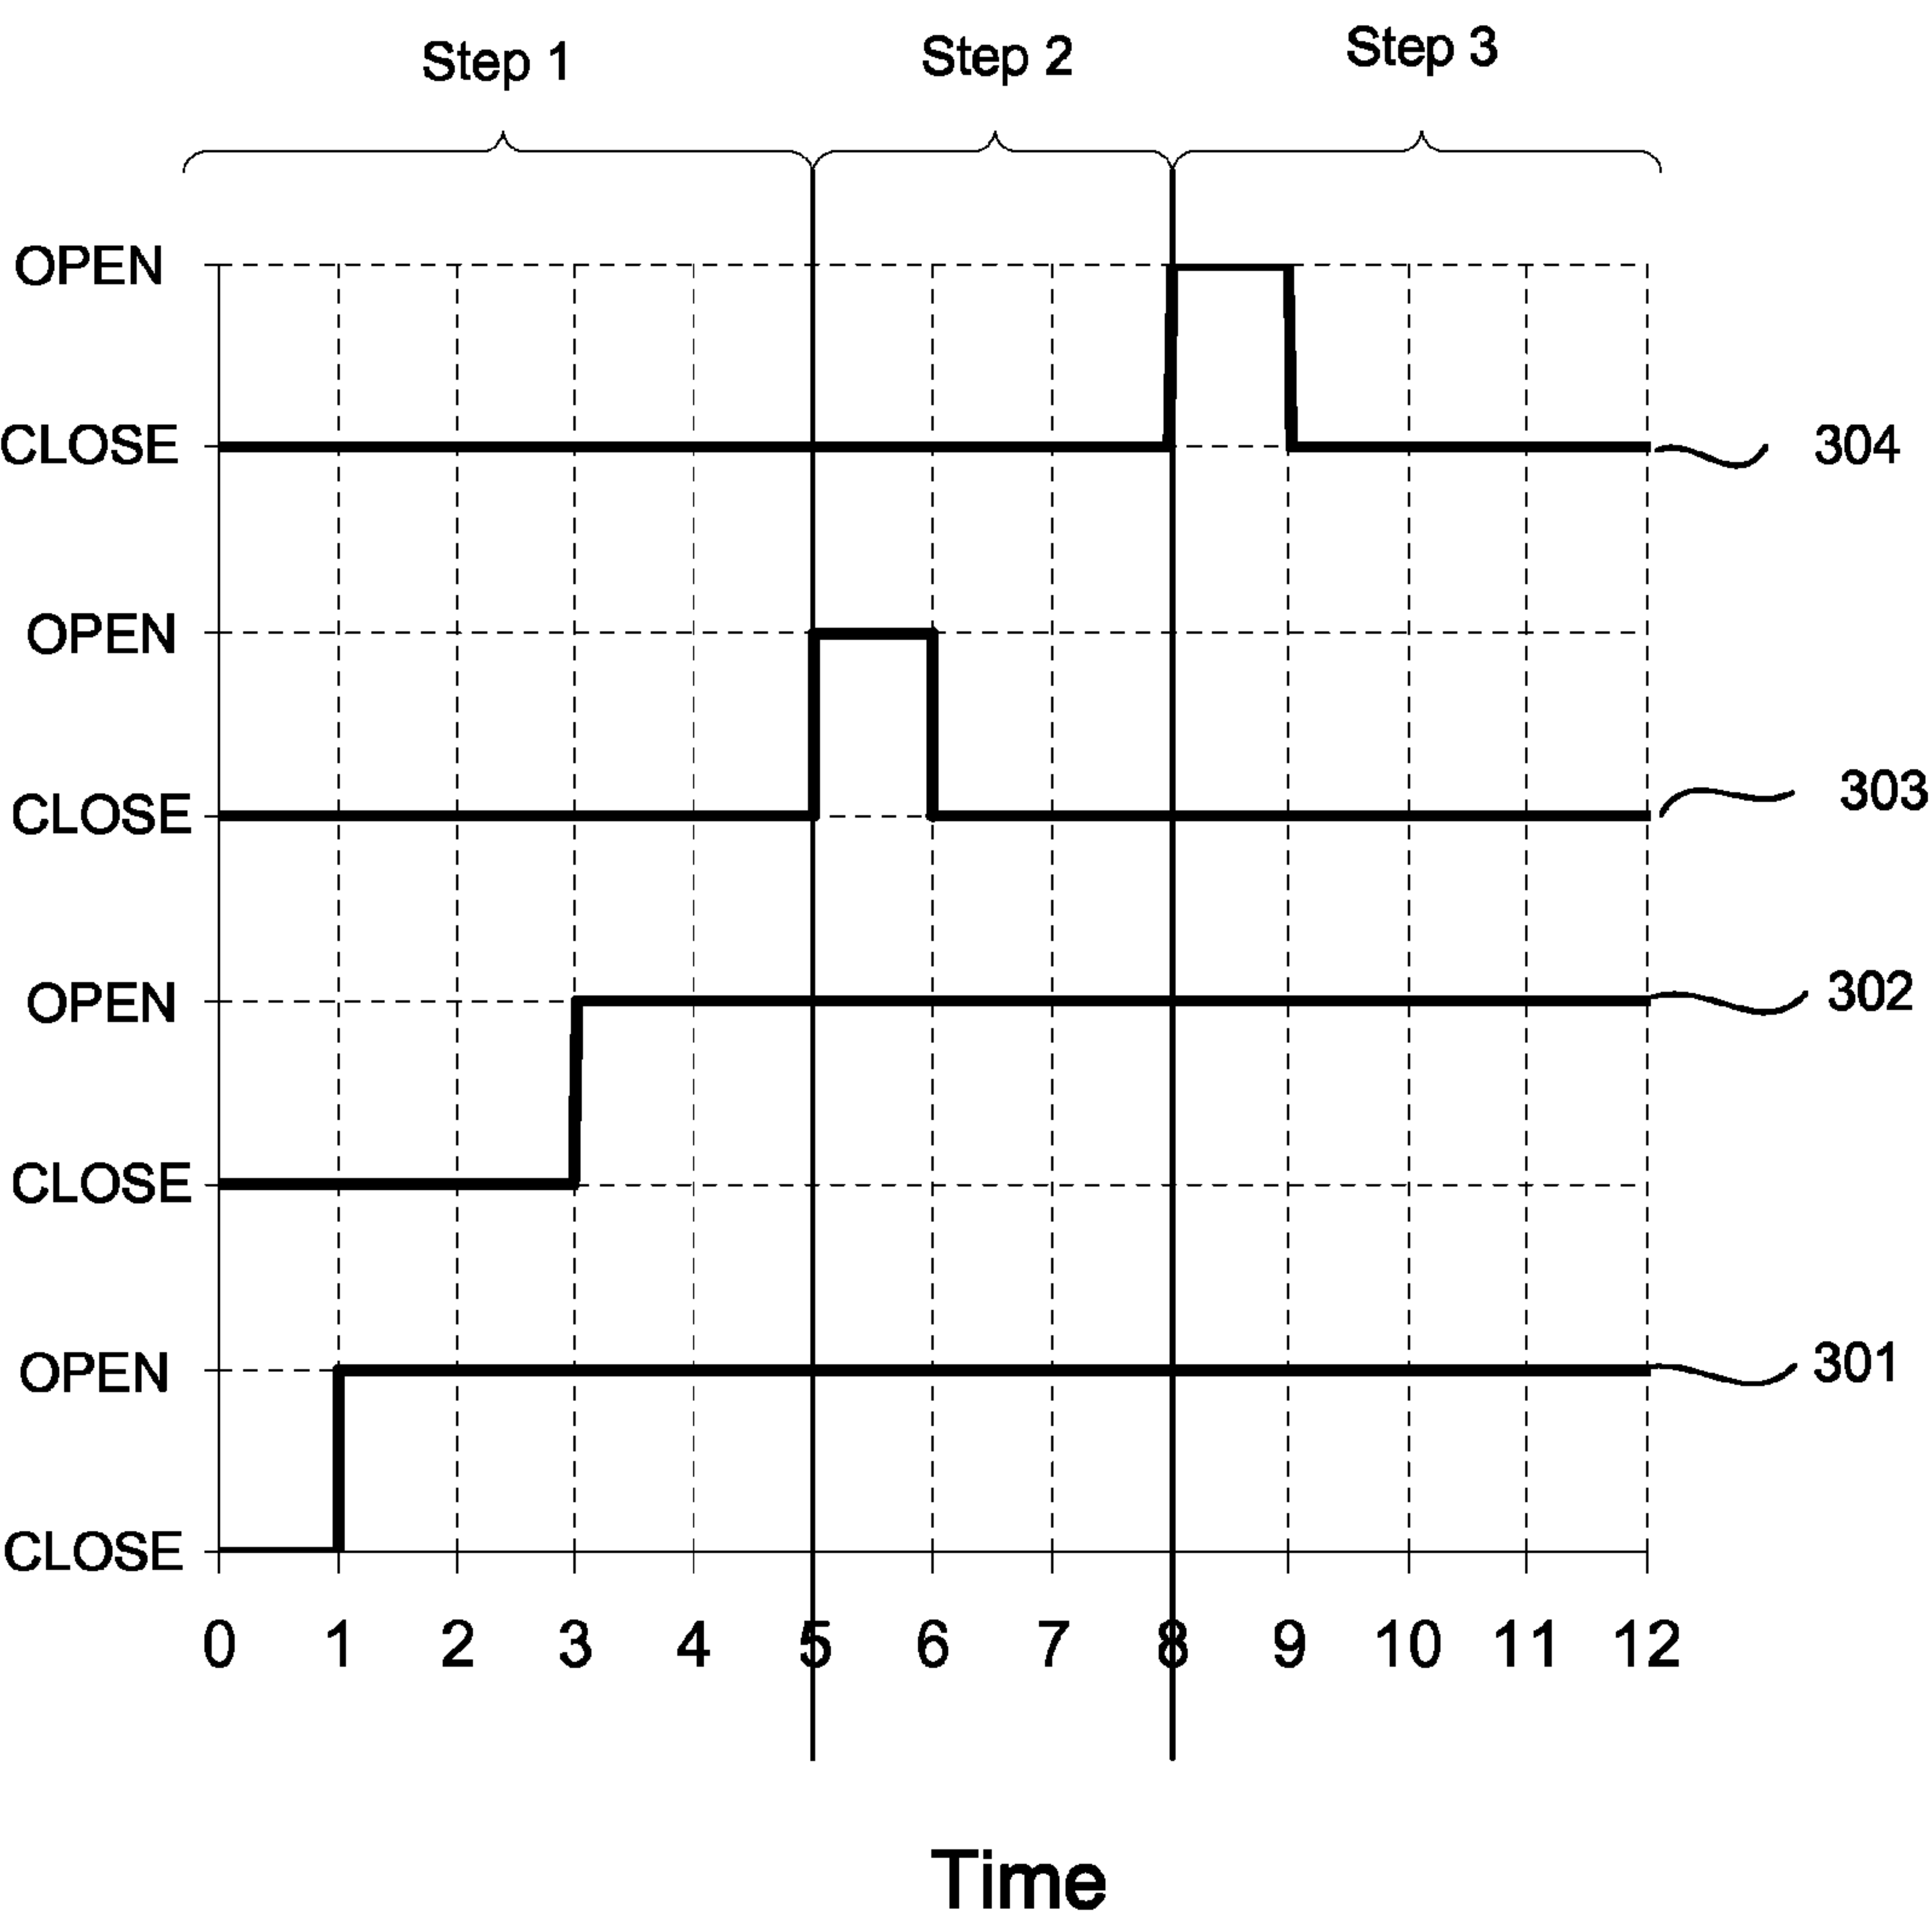 Step 1 Step 2 Step 3
OPEN
CLOSE 304
OPEN
CLOSE 303
OPEN 302
CLOSE
OPEN 301
CLOSE
0 1 2 3 4 5 6 7 8 9 10 11 12
Time